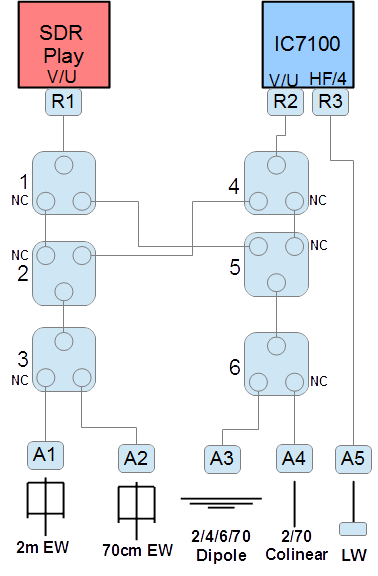 SDR
Play
V/U
IC7100
V/U HF/4
R1
R2
R3
1
NC
4
NC
NC
2
NC
5
3
NC
6
NC
A1
A2
A3
A4
A5
2m EW
70cm EW
2/4/6/70
Dipole
2/70
Colinear
LW